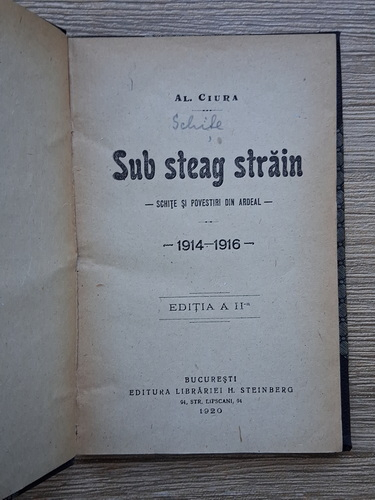 AL. CIURA
Schite
Sub steag străin
— SCHIȚE ȘI POVESTIRI DIN ARDEAL —
— 1914—1916 —
EDIȚIA A II-a
BUCUREȘTI
EDITURA LIBRĂRIEI H. STEINBERG
94, STR. LIPSCANI, 94
1920